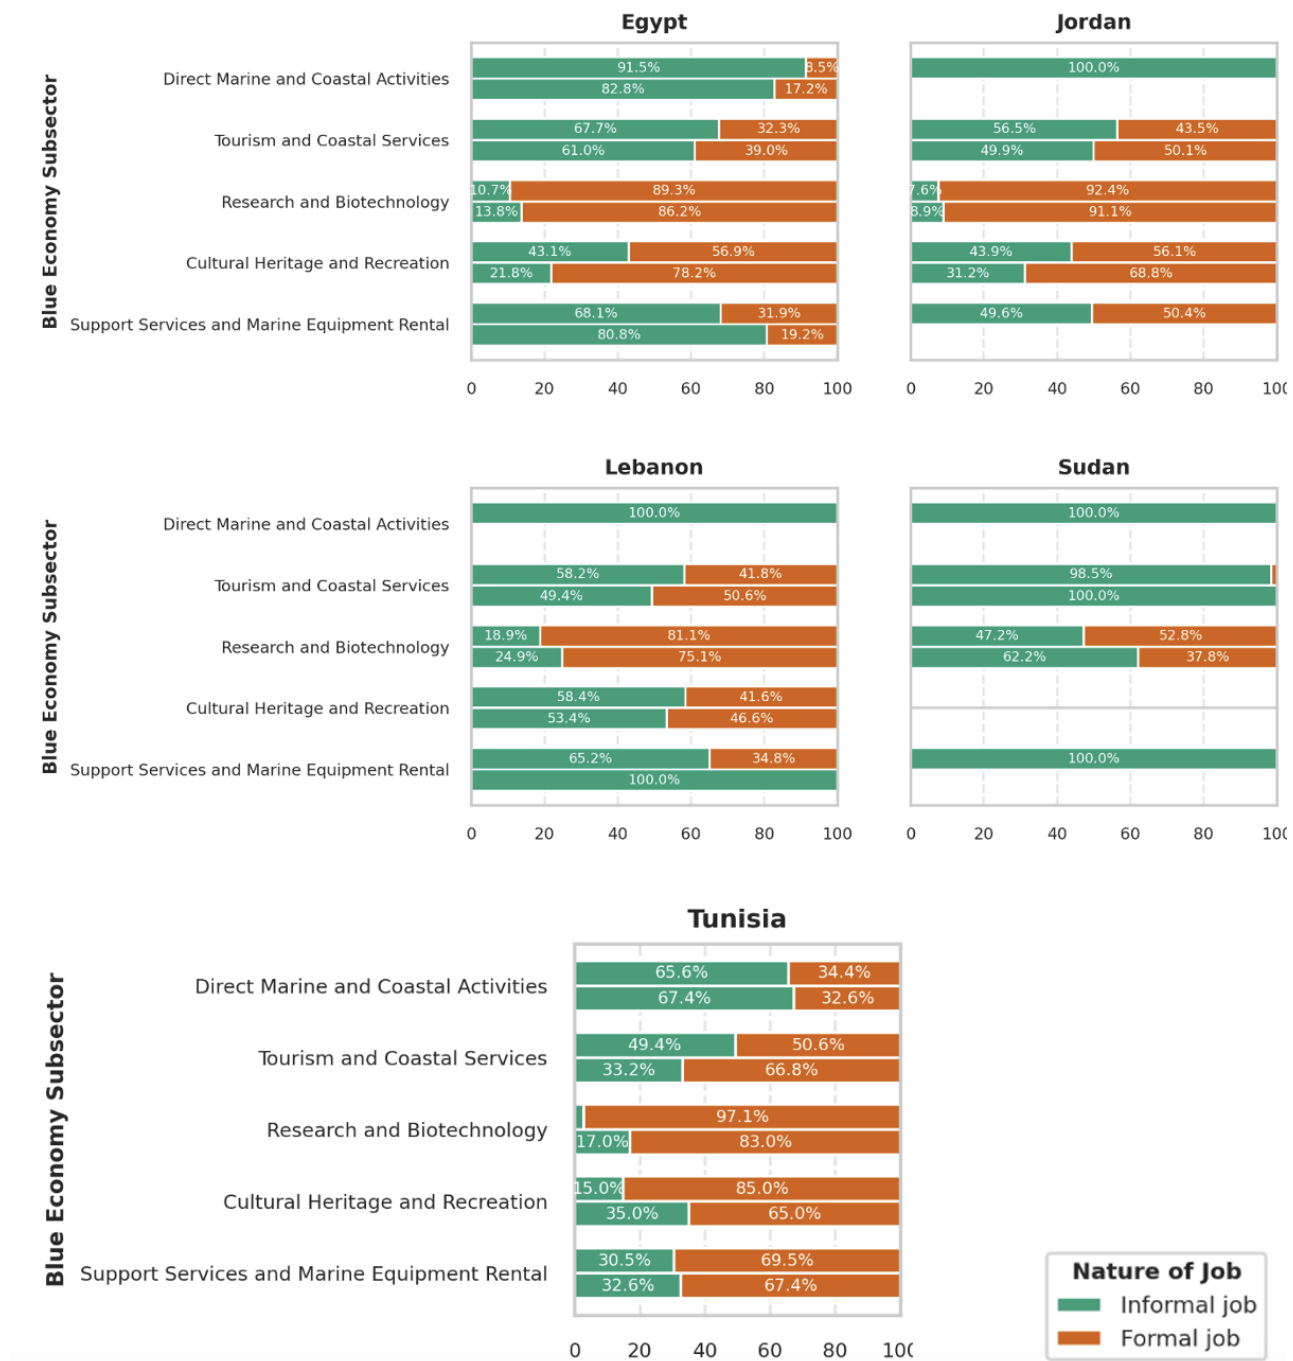 Egypt
Blue Economy Subsector
Direct Marine and Coastal Activities
91.5% 8.5%
82.8% 17.2%
Tourism and Coastal Services
67.7% 32.3%
61.0% 39.0%
Research and Biotechnology
10.7% 89.3%
13.8% 86.2%
Cultural Heritage and Recreation
43.1% 56.9%
21.8% 78.2%
Support Services and Marine Equipment Rental
68.1% 31.9%
80.8% 19.2%
0 20 40 60 80 100
Jordan
100.0%
56.5% 43.5%
49.9% 50.1%
7.6% 92.4%
8.9% 91.1%
43.9% 56.1%
31.2% 68.8%
49.6% 50.4%
0 20 40 60 80 100
Lebanon
Blue Economy Subsector
Direct Marine and Coastal Activities
100.0%
Tourism and Coastal Services
58.2% 41.8%
49.4% 50.6%
Research and Biotechnology
18.9% 81.1%
24.9% 75.1%
Cultural Heritage and Recreation
58.4% 41.6%
53.4% 46.6%
Support Services and Marine Equipment Rental
65.2% 34.8%
100.0%
0 20 40 60 80 100
Sudan
100.0%
98.5%
100.0%
47.2% 52.8%
62.2% 37.8%
100.0%
0 20 40 60 80 100
Tunisia
Blue Economy Subsector
Direct Marine and Coastal Activities
65.6% 34.4%
67.4% 32.6%
Tourism and Coastal Services
49.4% 50.6%
33.2% 66.8%
Research and Biotechnology
97.1%
17.0% 83.0%
Cultural Heritage and Recreation
15.0% 85.0%
35.0% 65.0%
Support Services and Marine Equipment Rental
30.5% 69.5%
32.6% 67.4%
0 20 40 60 80 100
Nature of Job
Informal job
Formal job